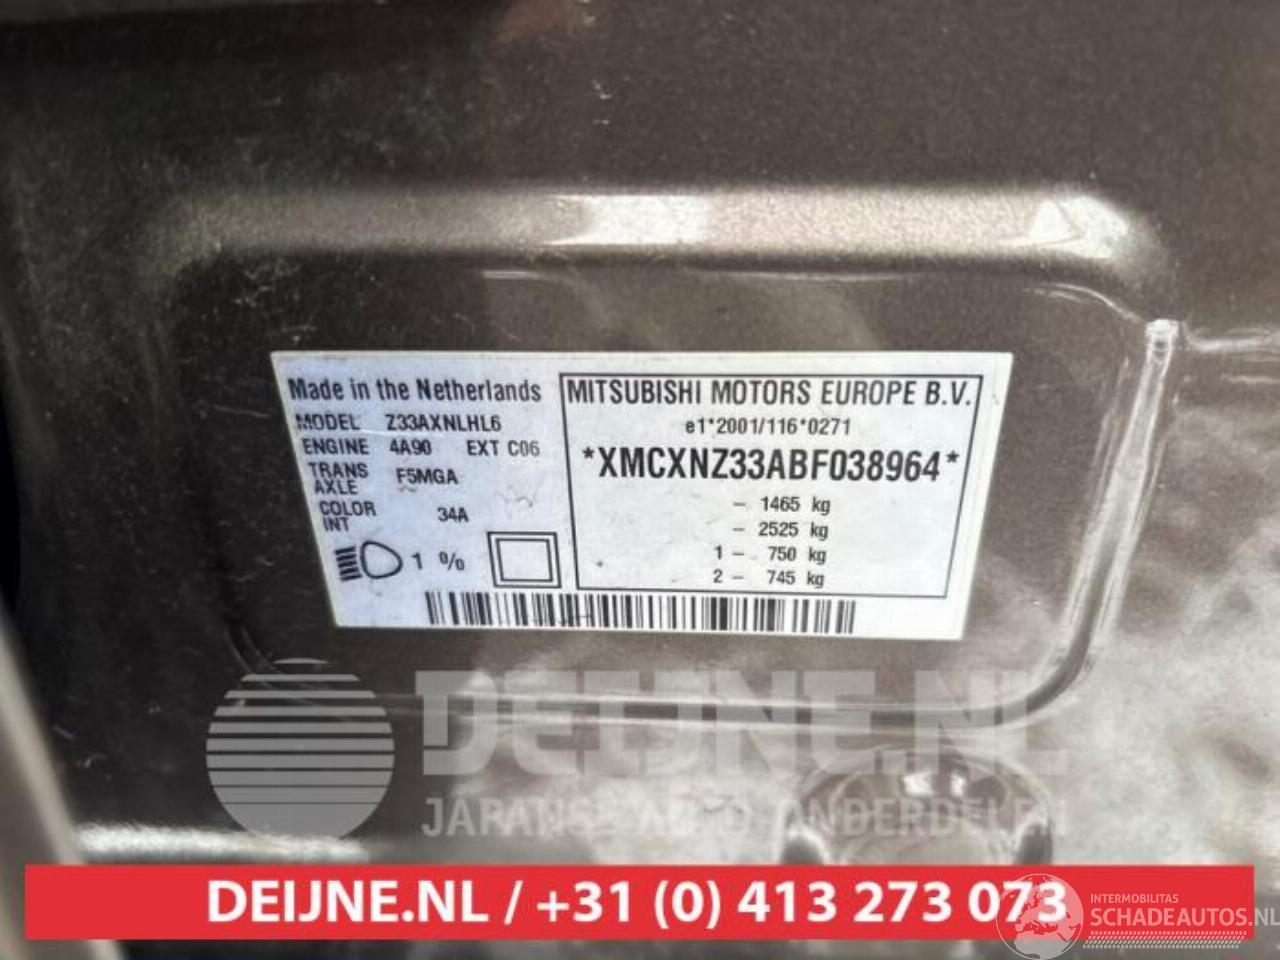 Made in the Netherlands
MODEL Z33AXNLHL6
ENGINE 4A90 EXT C06
TRANS AXLE F5MGA
COLOR INT 34A
1 %
MITSUBISHI MOTORS EUROPE B.V.
e1*2001/116*0271
*XMCXNZ33ABF038964*
- 1465 kg
- 2525 kg
1 - 750 kg
2 - 745 kg
DEIJNE.NL
JAPANSE AUTO ONDERDELEN
DEIJNE.NL / +31 (0) 413 273 073
INTERMOBILITAS
SCHADEAUTOS.NL